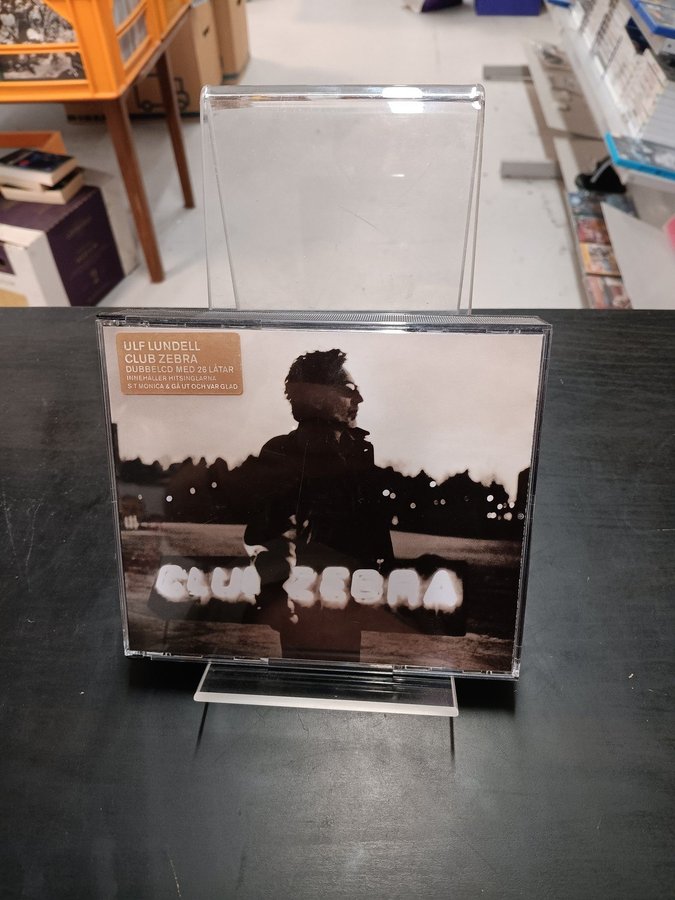 ULF LUNDELL
CLUB ZEBRA
DUBBELCD MED 28 LÅTAR
INNEHÅLLER HITSINGLARNA
S:T MONICA & GÅ UT OCH VAR GLAD
CLUB ZEBRA